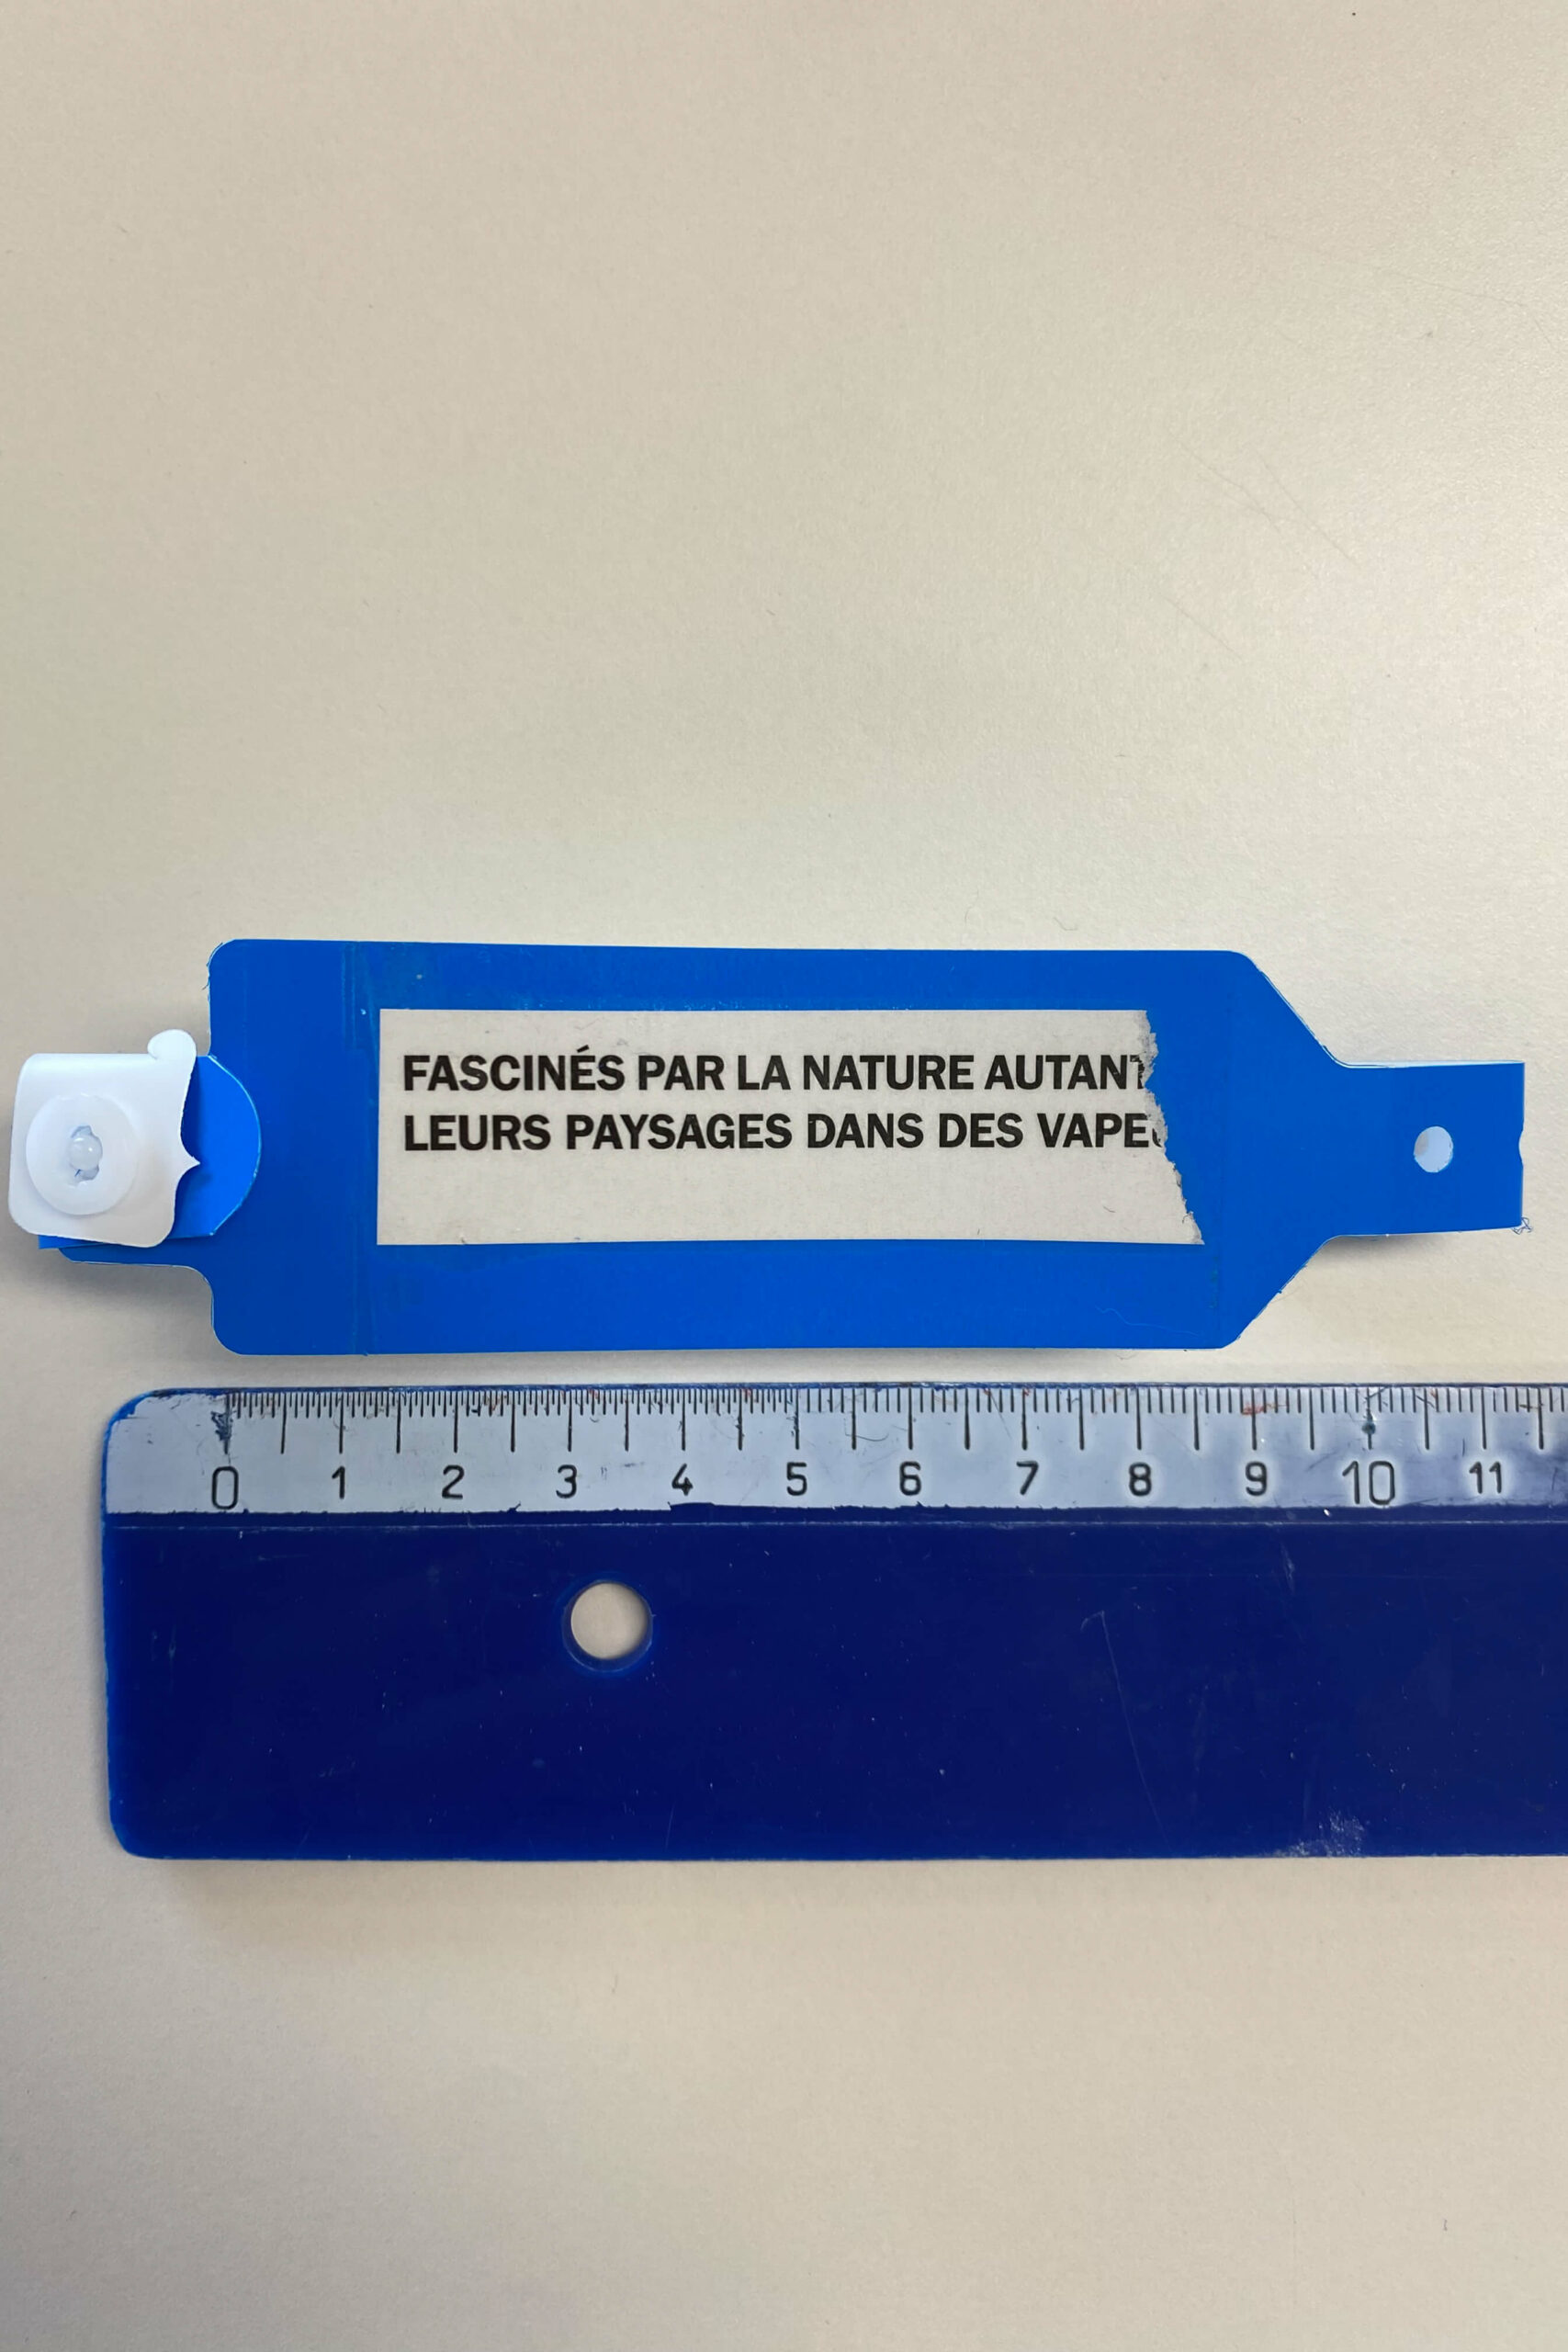 FASCINÉS PAR LA NATURE AUTANT
LEURS PAYSAGES DANS DES
0 1 2 3 4 5 6 7 8 9 10 11